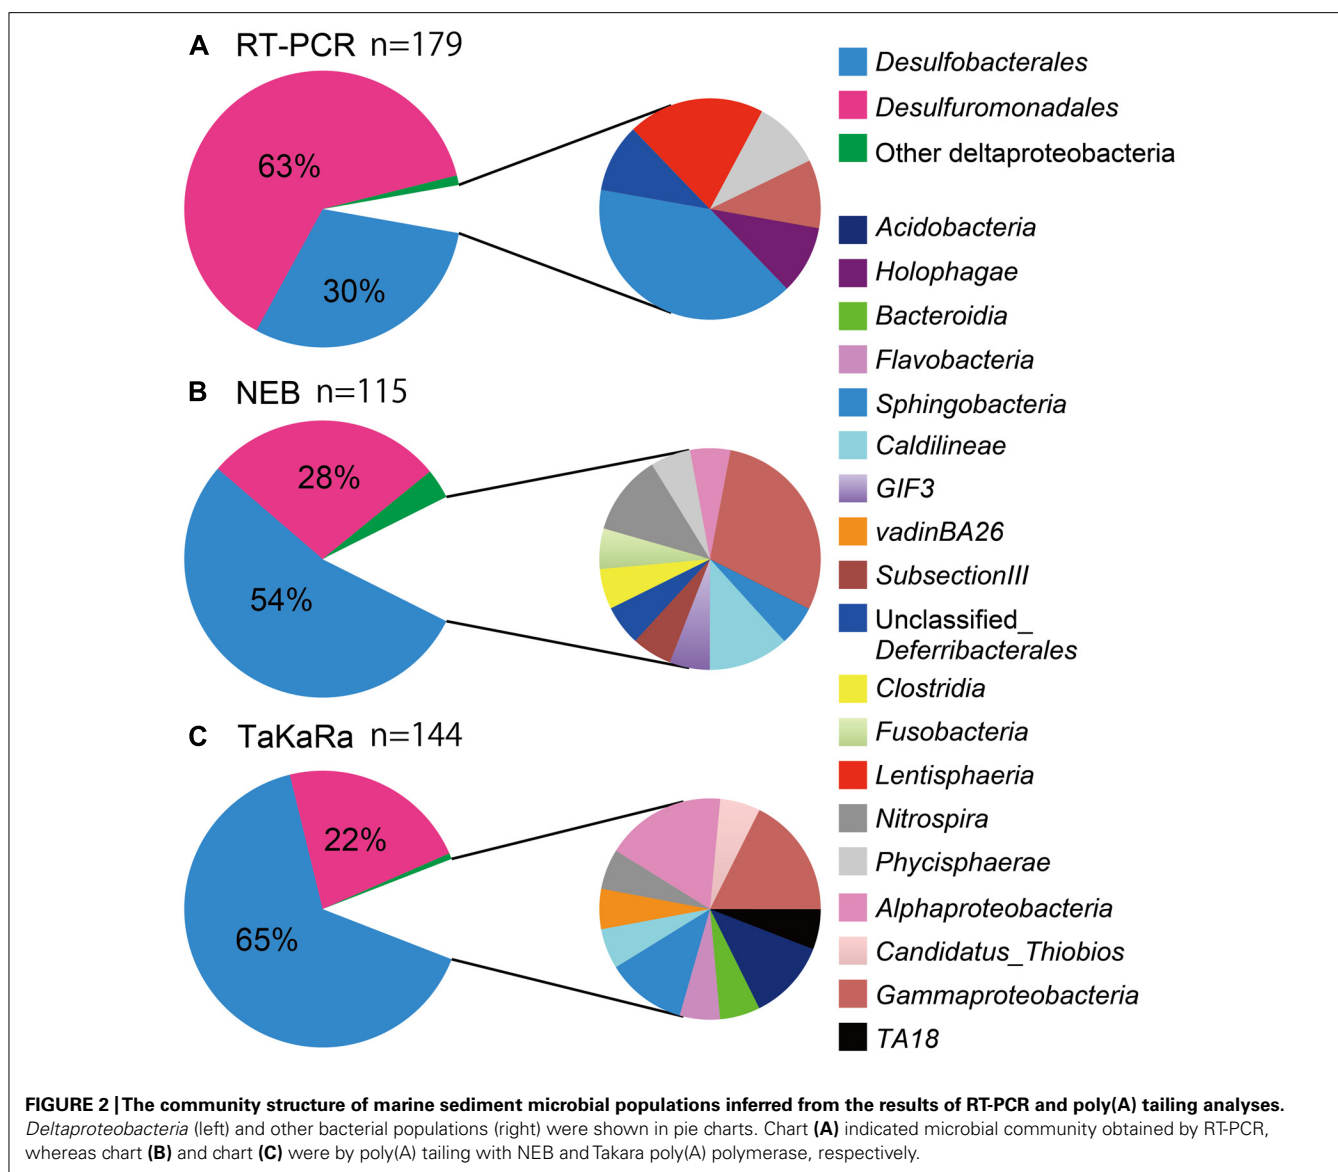 A RT-PCR n=179
63%
30%
B NEB n=115
28%
54%
C TaKaRa n=144
22%
65%
Desulfobacterales
Desulfuromonadales
Other deltaproteobacteria
Acidobacteria
Holophagae
Bacteroidia
Flavobacteria
Sphingobacteria
Caldilineae
GIF3
vadinBA26
SubsectionIII
Unclassified_
Deferribacterales
Clostridia
Fusobacteria
Lentisphaeria
Nitrospira
Phycisphaerae
Alphaproteobacteria
Candidatus_Thiobios
Gammaproteobacteria
TA18
FIGURE 2 | The community structure of marine sediment microbial populations inferred from the results of RT-PCR and poly(A) tailing analyses.
Deltaproteobacteria (left) and other bacterial populations (right) were shown in pie charts. Chart (A) indicated microbial community obtained by RT-PCR,
whereas chart (B) and chart (C) were by poly(A) tailing with NEB and Takara poly(A) polymerase, respectively.